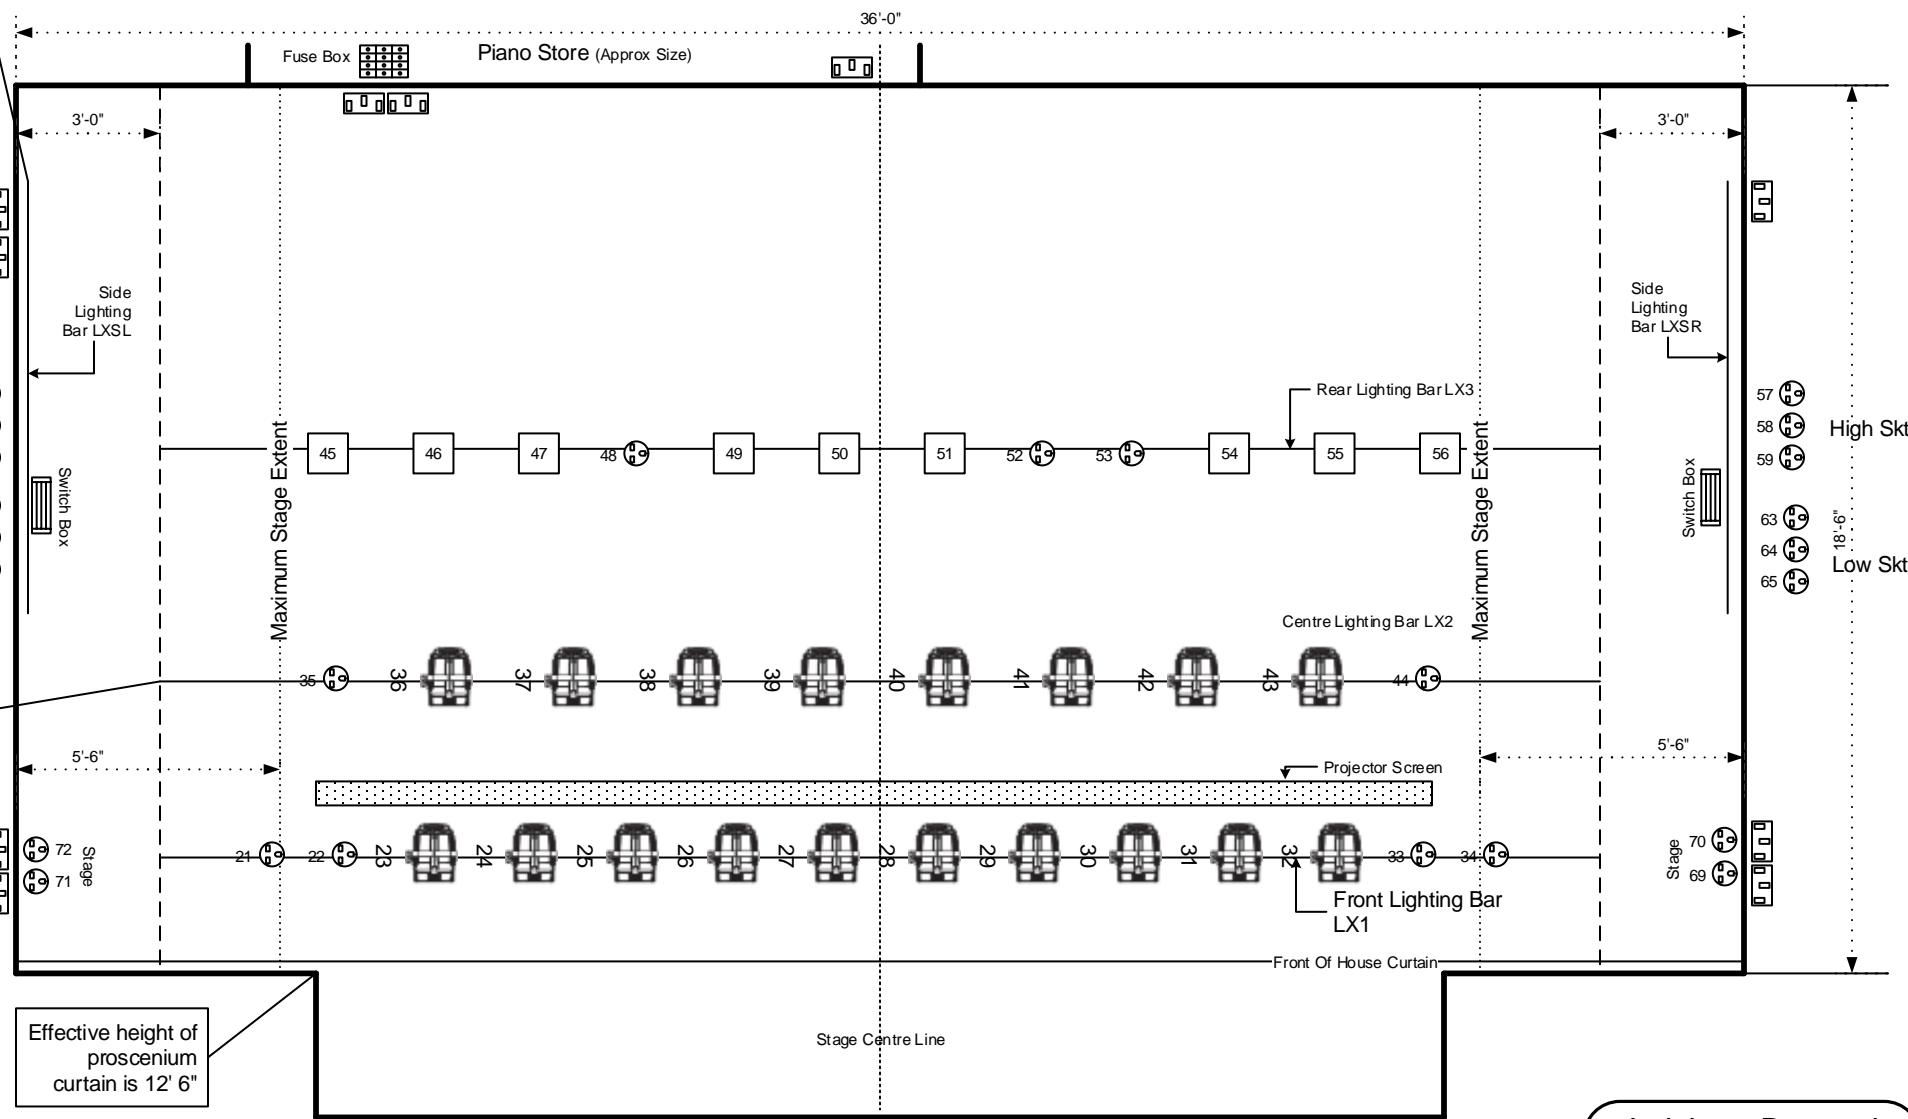 36'-0"
Fuse Box
Piano Store (Approx Size)
3'-0"
3'-0"
Side
Lighting
Bar LXSL
Side
Lighting
Bar LXSR
Rear Lighting Bar LX3
57
58
High Skt
59
45 46 47 48 49 50 51 52 53 54 55 56
Switch Box
Maximum Stage Extent
Maximum Stage Extent
Switch Box
63
64
65
18'-6"
Low Skt
Centre Lighting Bar LX2
35 36 37 38 39 40 41 42 43 44
5'-6"
5'-6"
Projector Screen
72
71
Stage
21 22 23 24 25 26 27 28 29 30 31 32 33 34
Stage
70
69
Front Lighting Bar
LX1
Front Of House Curtain
Effective height of
proscenium
curtain is 12' 6"
Stage Centre Line